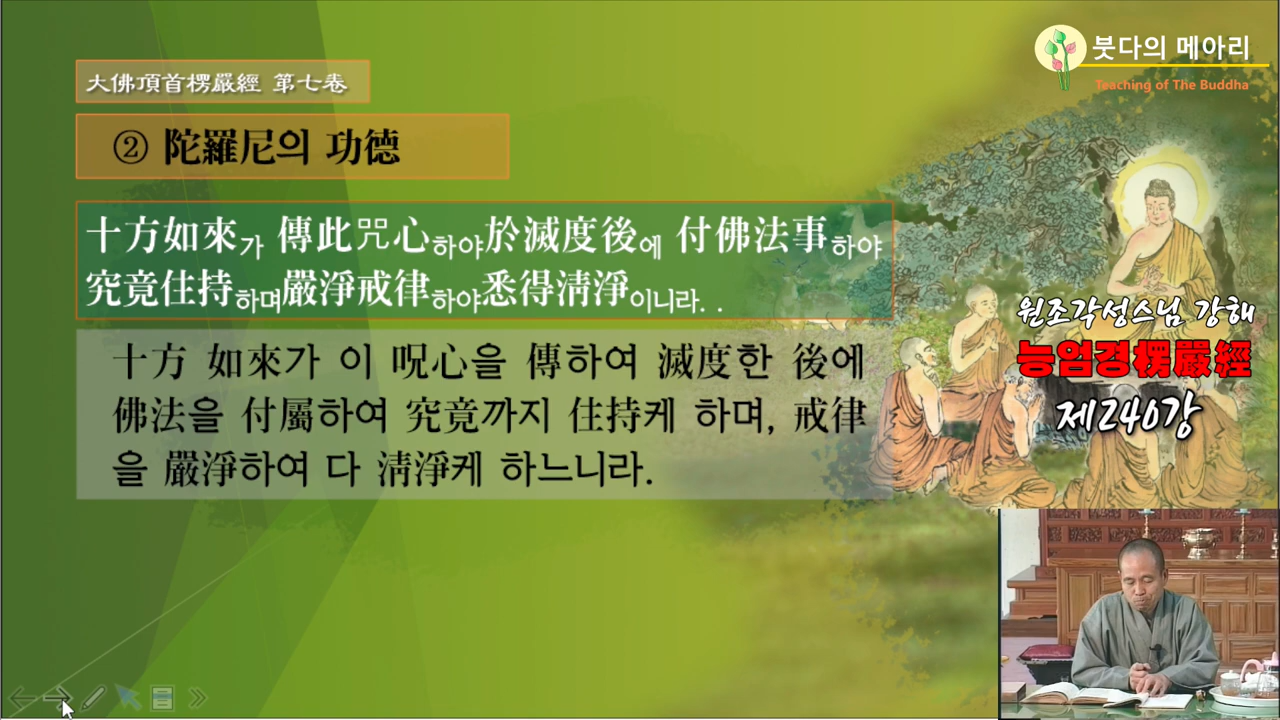 붓다의 메아리
Teaching of The Buddha
大佛頂首楞嚴經 第七卷
② 陀羅尼의 功德
十方如來가 傳此咒心하야於滅度後에 付佛法事하야
究竟住持하며嚴淨戒律하야悉得淸淨이니라. .
十方 如來가 이 呪心을 傳하여 滅度한 後에
佛法을 付屬하여 究竟까지 住持케 하며, 戒律
을 嚴淨하여 다 淸淨케 하느니라.
원조각성스님 강해
능엄경楞嚴經
제240강